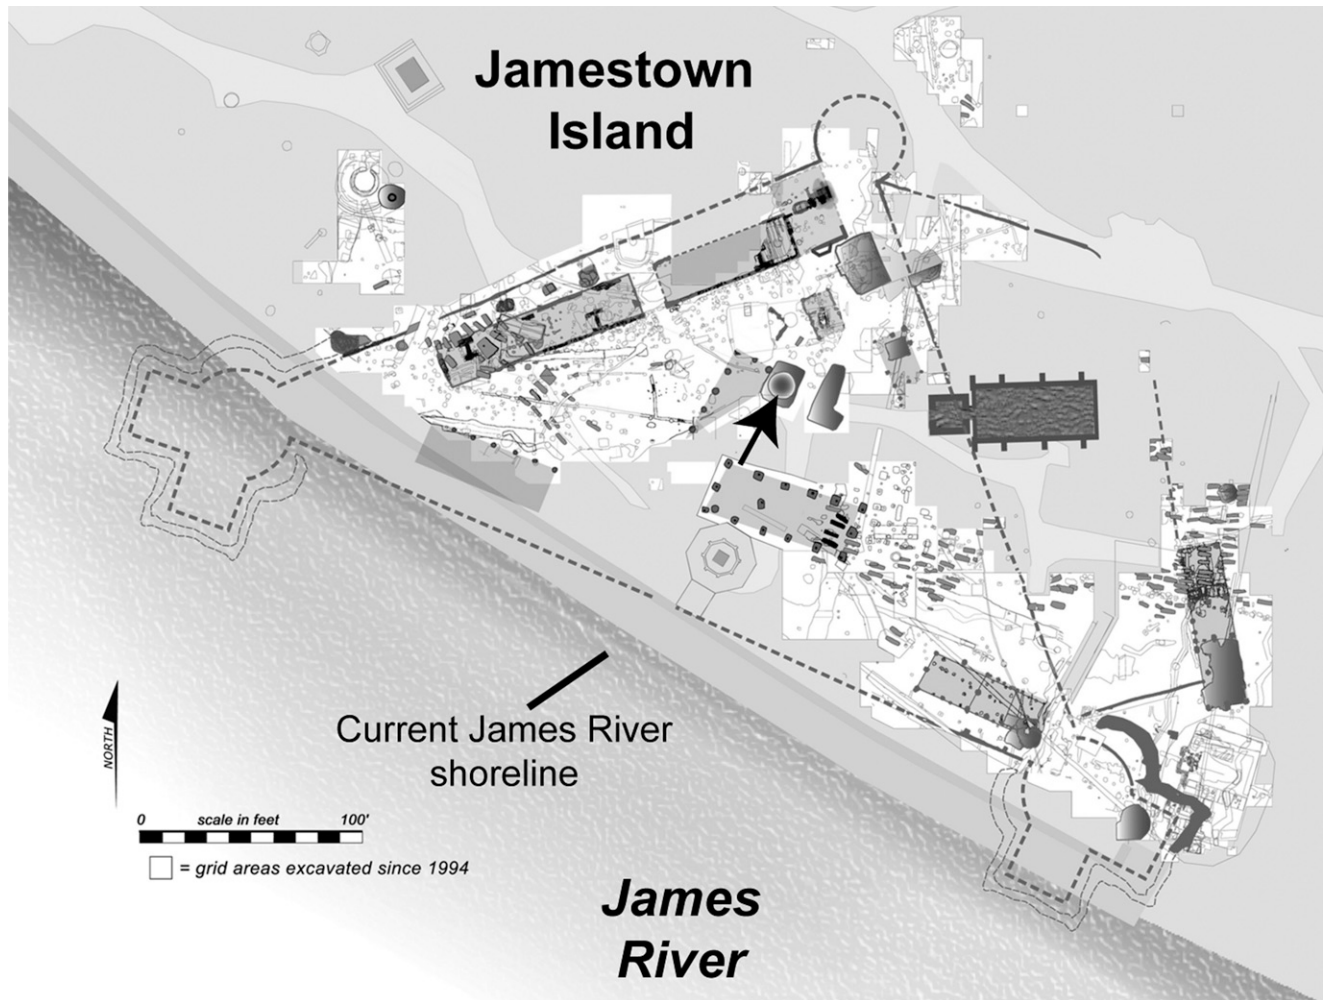 Jamestown
Island
Current James River
shoreline
NORTH
0 scale in feet 100'
= grid areas excavated since 1994
James
River